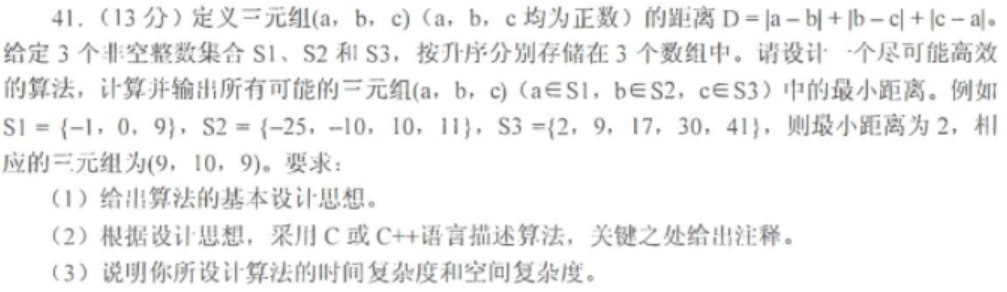 41.（13 分）定义三元组(a，b，c)（a，b，c 均为正数）的距离 D = |a – b| + |b – c| + |c – a|。
给定 3 个非空整数集合 S1、S2 和 S3，按升序分别存储在 3 个数组中。请设计一个尽可能高效
的算法，计算并输出所有可能的三元组(a，b，c)（a∈S1，b∈S2，c∈S3）中的最小距离。例如
S1 = {–1，0，9}，S2 = {–25，–10，10，11}，S3 ={2，9，17，30，41}，则最小距离为 2，相
应的三元组为(9，10，9)。要求：
（1）给出算法的基本设计思想。
（2）根据设计思想，采用 C 或 C++语言描述算法，关键之处给出注释。
（3）说明你所设计算法的时间复杂度和空间复杂度。